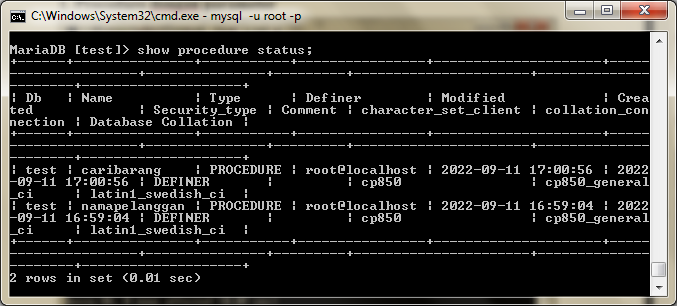 C:\Windows\System32\cmd.exe - mysql  -u root -p
MariaDB [test]> show procedure status;
+------+---------------+-----------+----------------+---------------------+-----
----------------+---------------+---------+----------------------+--------------
--------+--------------------+
| Db   | Name          | Type      | Definer        | Modified            | Crea
ted             | Security_type | Comment | character_set_client | collation_con
nection | Database Collation |
+------+---------------+-----------+----------------+---------------------+-----
----------------+---------------+---------+----------------------+--------------
--------+--------------------+
| test | caribarang    | PROCEDURE | root@localhost | 2022-09-11 17:00:56 | 2022
-09-11 17:00:56 | DEFINER       |         | cp850                | cp850_general
_ci     | latin1_swedish_ci  |
| test | namapelanggan | PROCEDURE | root@localhost | 2022-09-11 16:59:04 | 2022
-09-11 16:59:04 | DEFINER       |         | cp850                | cp850_general
_ci     | latin1_swedish_ci  |
+------+---------------+-----------+----------------+---------------------+-----
----------------+---------------+---------+----------------------+--------------
--------+--------------------+
2 rows in set (0.01 sec)